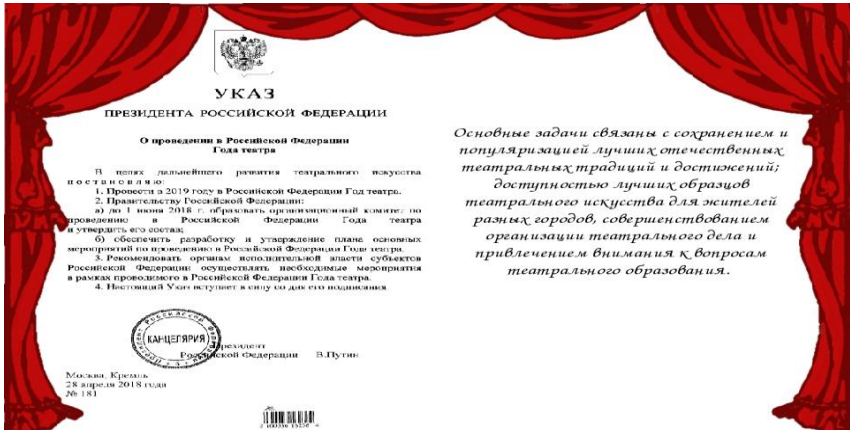 УКАЗ
ПРЕЗИДЕНТА РОССИЙСКОЙ ФЕДЕРАЦИИ
О проведении в Российской Федерации
Года театра
В целях дальнейшего развития театрального искусства
постановляю:
1. Провести в 2019 году в Российской Федерации Год театра.
2. Правительству Российской Федерации:
а) до 1 июня 2018 г. образовать организационный комитет по
проведению в Российской Федерации Года театра
и утвердить его состав;
б) обеспечить разработку и утверждение плана основных
мероприятий по проведению в Российской Федерации Года театра.
3. Рекомендовать органам исполнительной власти субъектов
Российской Федерации осуществлять необходимые мероприятия
в рамках проводимого в Российской Федерации Года театра.
4. Настоящий Указ вступает в силу со дня его подписания
КАНЦЕЛЯРИЯ
Президент
Российской Федерации В.Путин
Москва, Кремль
28 апреля 2018 года
№ 181
Основные задачи связаны с сохранением и
популяризацией лучших отечественных
театральных традиций и достижений;
доступностью лучших образцов
театрального искусства для жителей
разных городов, совершенствованием
организации театрального дела и
привлечением внимания к вопросам
театрального образования.